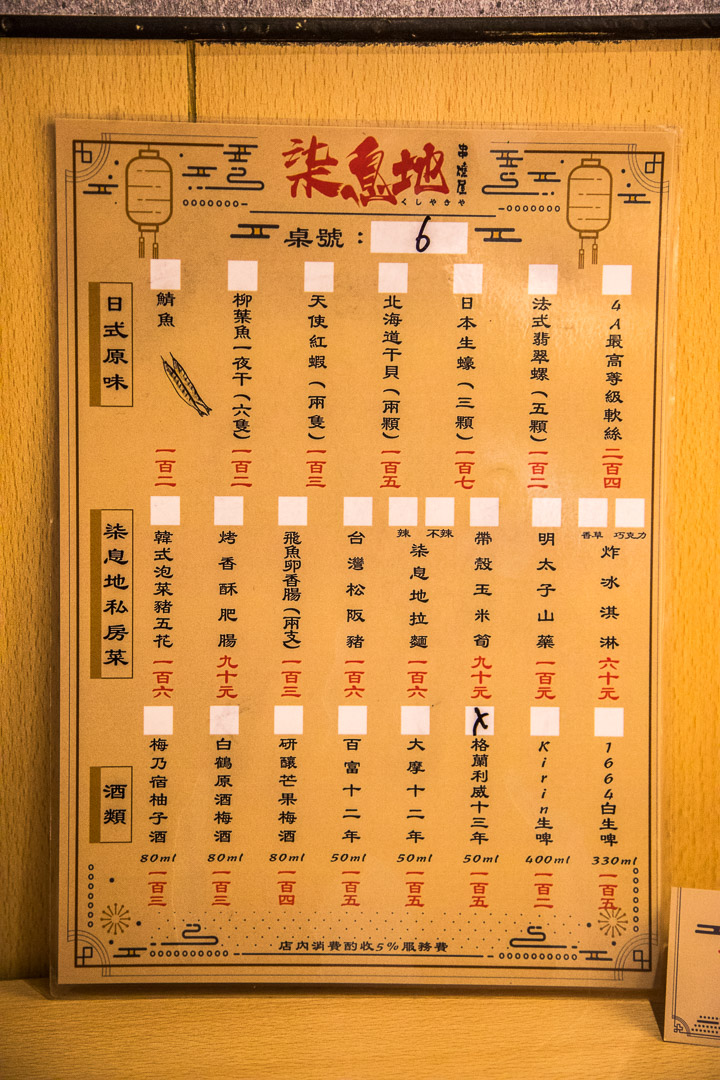 柒息地
串燒屋
くしやきや
桌號：6
日式原味
4A最高等級軟絲 二百四
法式翡翠螺（五顆） 一百二
日本生蠔（三顆） 一百七
北海道干貝（兩顆） 一百五
天使紅蝦（兩隻） 一百三
柳葉魚一夜干（六隻） 一百二
鯖魚 一百二
柒息地私房菜
香草 巧克力
炸冰淇淋 六十元
明太子山藥 一百元
帶殼玉米筍 九十元
辣 不辣
柒息地拉麵 一百六
台灣松阪豬 一百六
飛魚卵香腸（兩支） 一百三
烤香酥肥腸 九十元
韓式泡菜豬五花 一百六
酒類
1664白生啤 330ml 一百五
Kirin生啤 400ml 一百二
X
格蘭利威十三年 50ml 一百五
大摩十二年 50ml 一百五
百富十二年 50ml 一百五
研釀芒果梅酒 80ml 一百四
白鶴原酒梅酒 80ml 一百三
梅乃宿柚子酒 80ml 一百三
店內消費酌收5%服務費